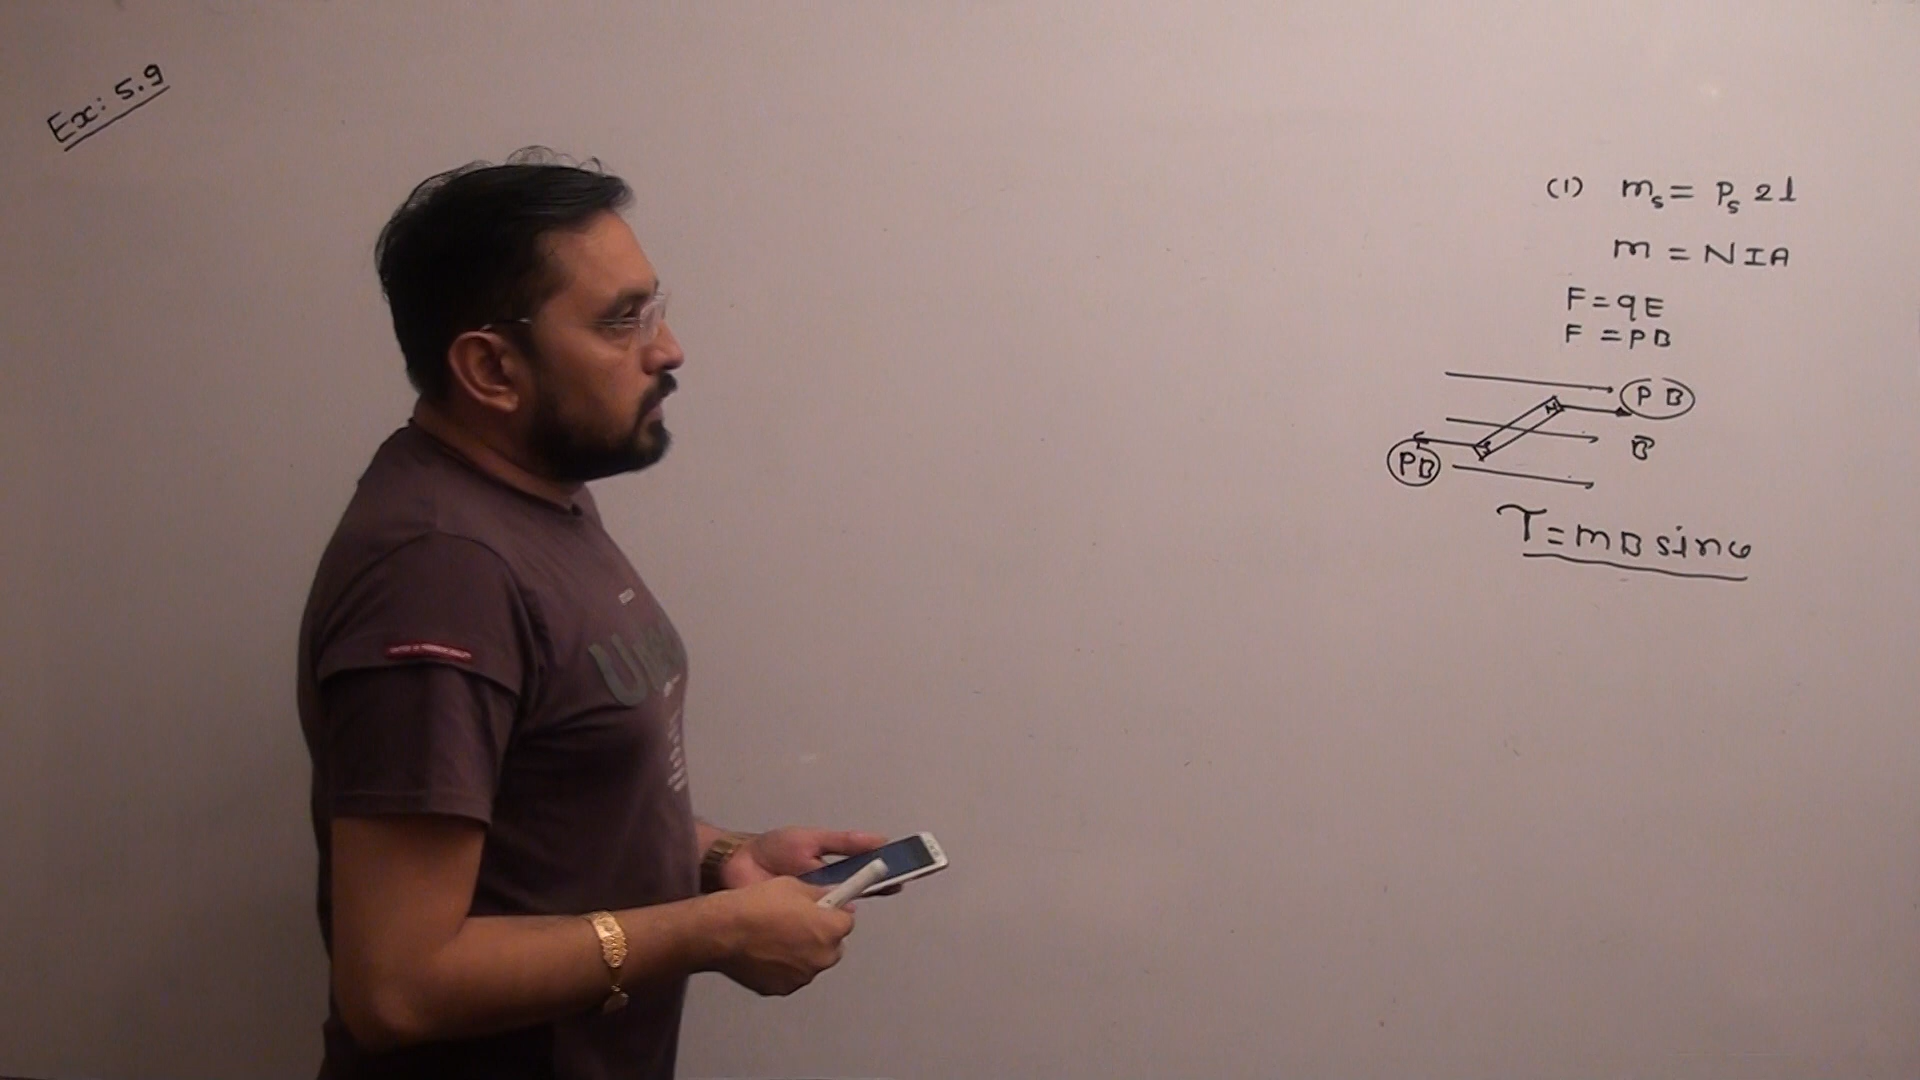 Ex: 5.9
(1) m_s = P_s 2l
m = NIA
F = qE
F = PB
PB
N
S
B
PB
τ = mB sinθ